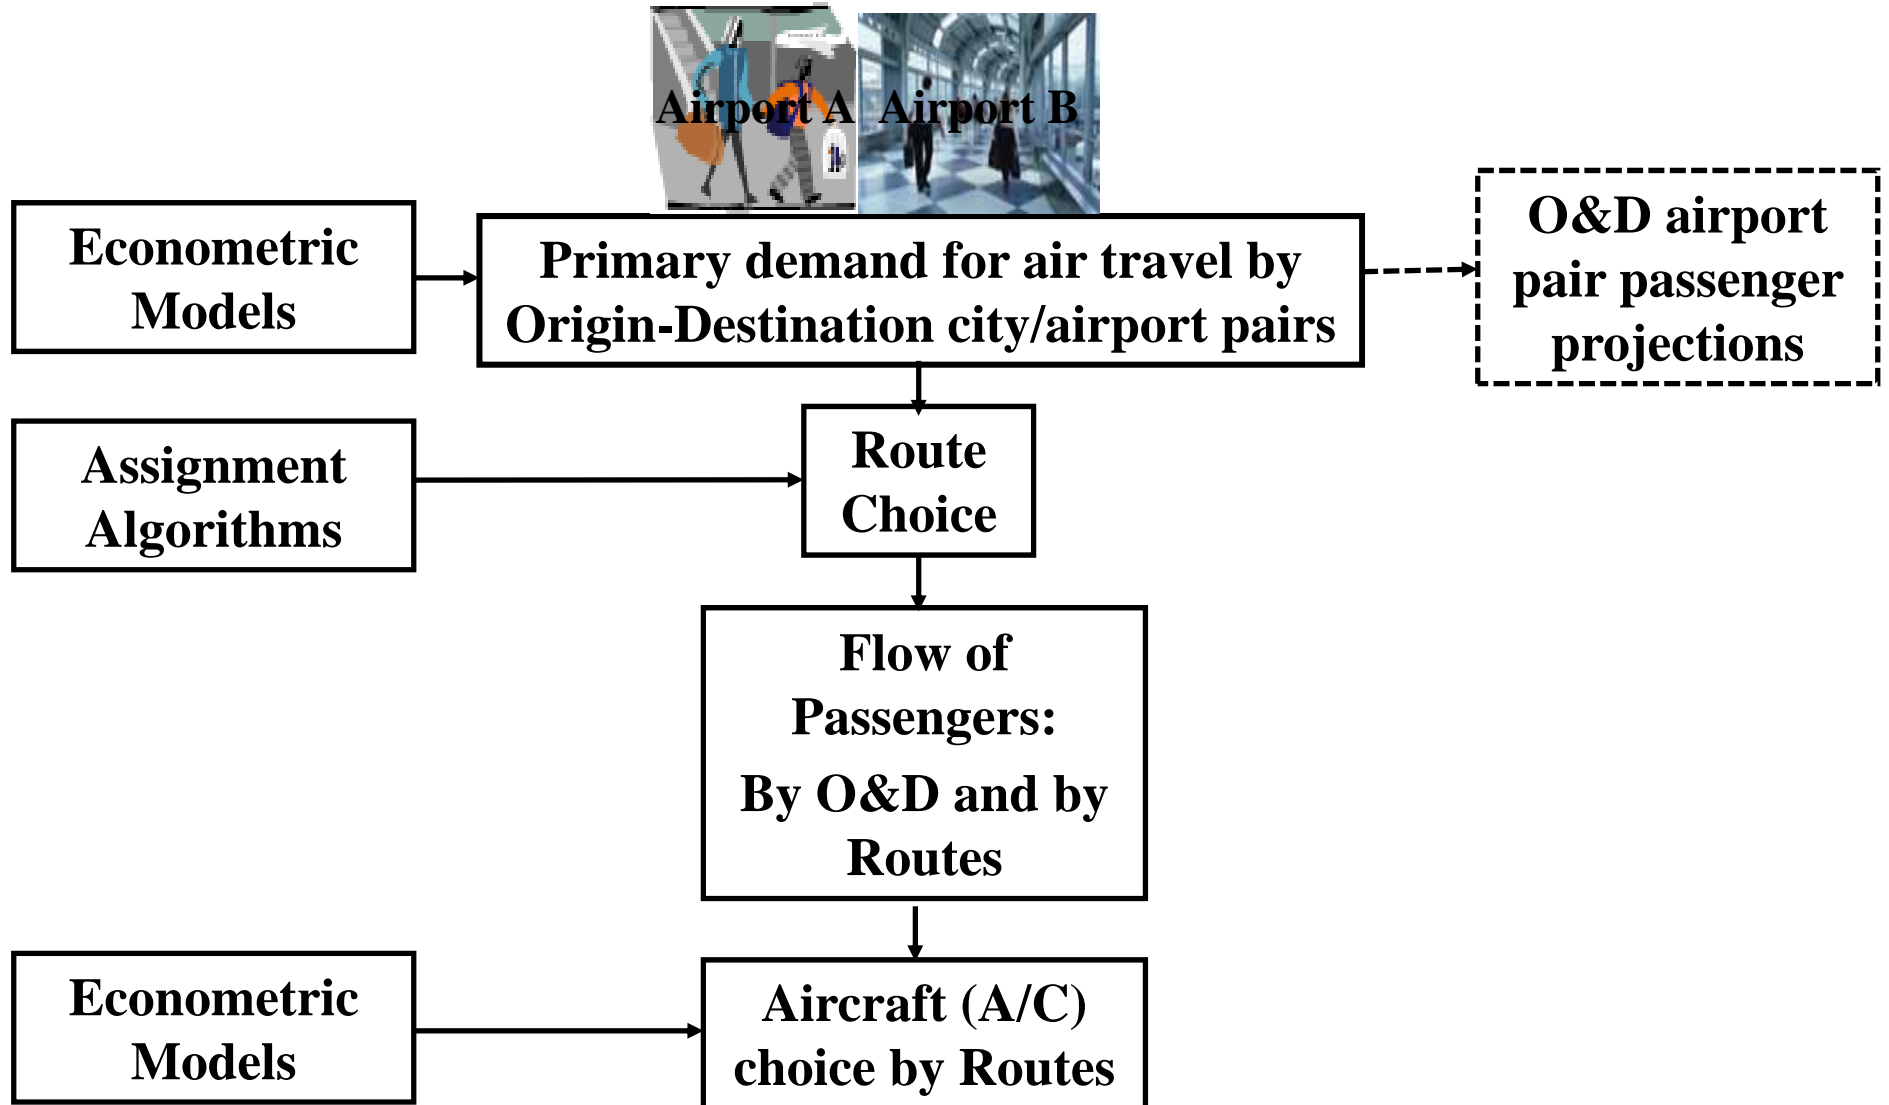 Airport A Airport B
Econometric
Models
Primary demand for air travel by
Origin-Destination city/airport pairs
O&D airport
pair passenger
projections
Assignment
Algorithms
Route
Choice
Flow of
Passengers:
By O&D and by
Routes
Econometric
Models
Aircraft (A/C)
choice by Routes